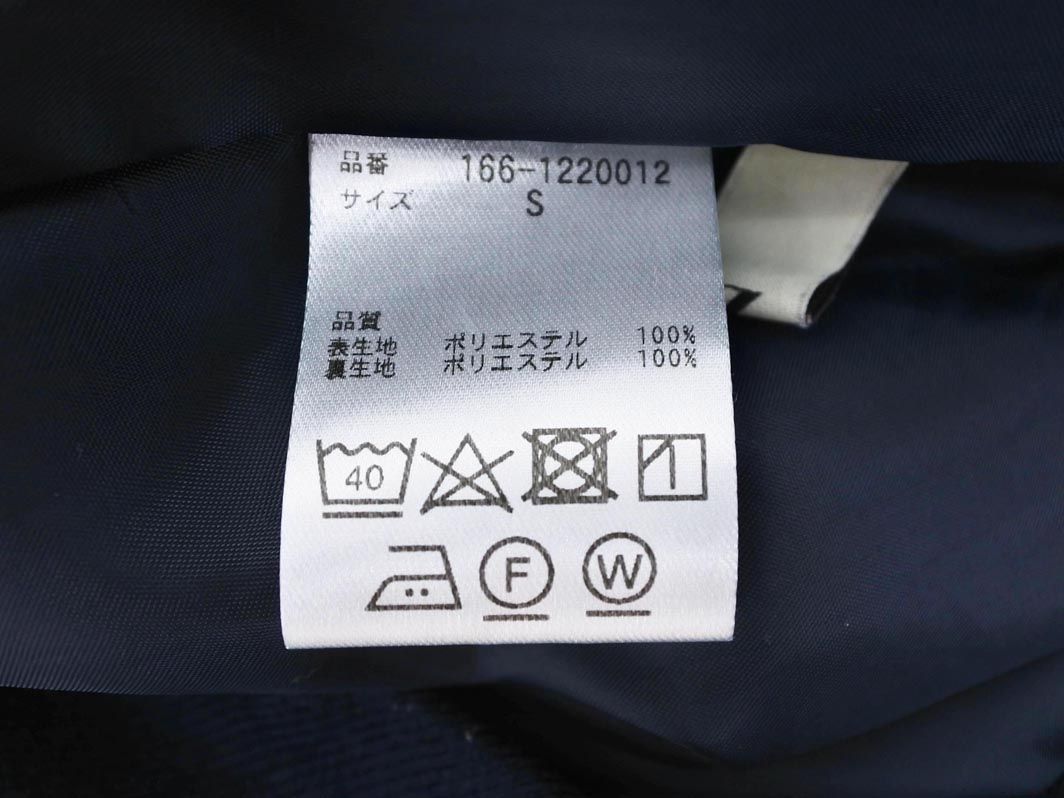 品番 166-1220012
サイズ S
品質
表生地 ポリエステル 100%
裏生地 ポリエステル 100%
40
F W